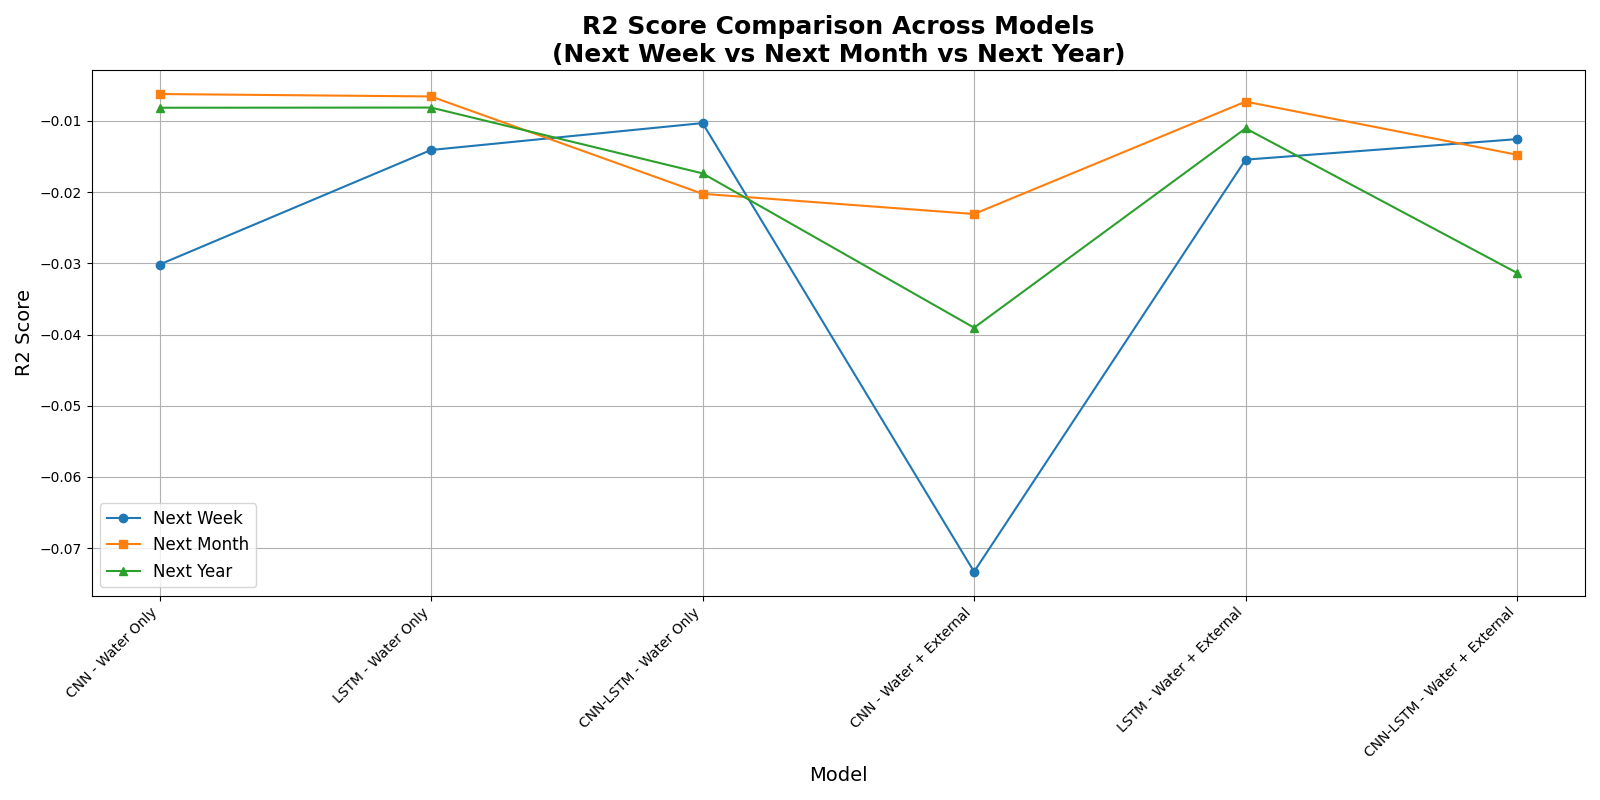 R2 Score Comparison Across Models
(Next Week vs Next Month vs Next Year)
R2 Score
−0.01
−0.02
−0.03
−0.04
−0.05
−0.06
−0.07
Next Week
Next Month
Next Year
CNN - Water Only
LSTM - Water Only
CNN-LSTM - Water Only
CNN - Water + External
LSTM - Water + External
CNN-LSTM - Water + External
Model